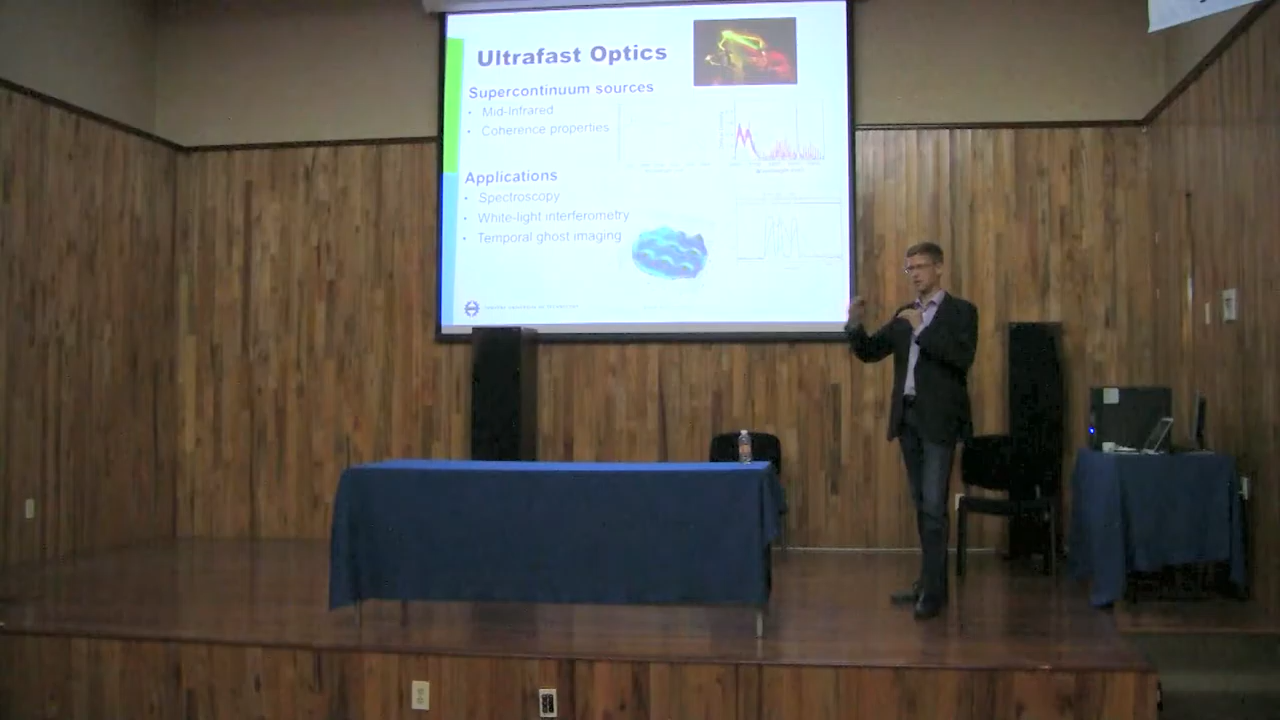 Ultrafast Optics
Supercontinuum sources
• Mid-Infrared
• Coherence properties
Applications
• Spectroscopy
• White-light interferometry
• Temporal ghost imaging